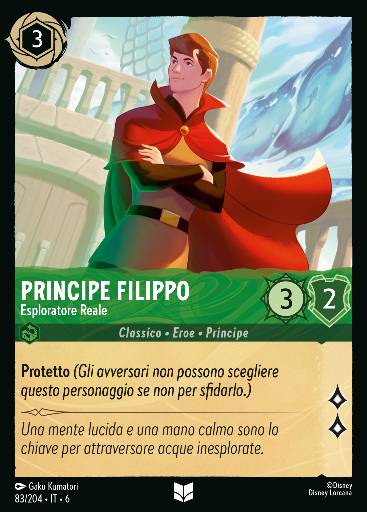 3
PRINCIPE FILIPPO
Esploratore Reale
3
2
Classico • Eroe • Principe
Protetto (Gli avversari non possono scegliere
questo personaggio se non per sfidarlo.)
Una mente lucida e una mano calmo sono la
chiave per attraversare acque inesplorate.
Gaku Kumatori
83/204 • IT • 6
©Disney
Disney Lorcana